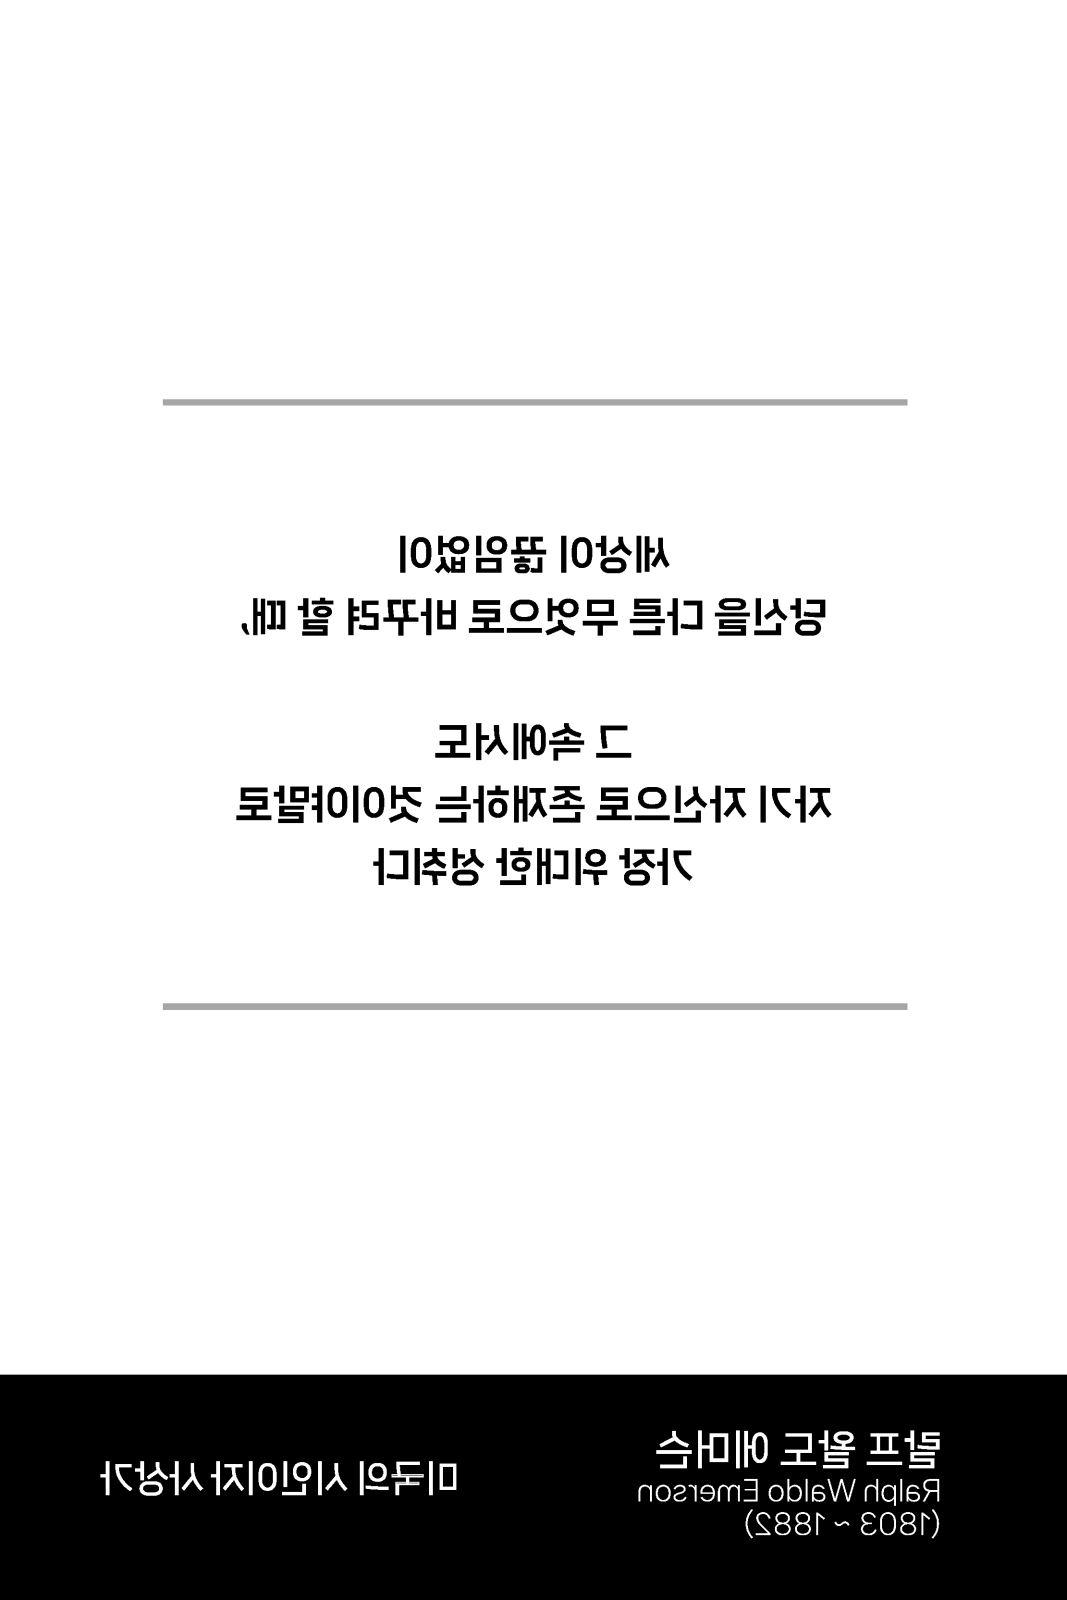 세상이 끊임없이
당신을 다른 무엇으로 바꾸려 할 때,
그 속에서도
자기 자신으로 존재하는 것이야말로
가장 위대한 성취다
랄프 왈도 에머슨
Ralph Waldo Emerson
(1803 ~ 1882)
미국의 시인이자 사상가